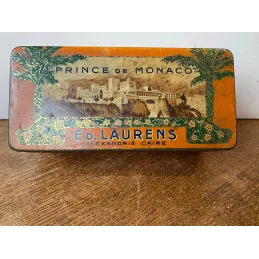 PRINCE DE MONACO
ED. LAURENS
ALEXANDRIE CAIRE